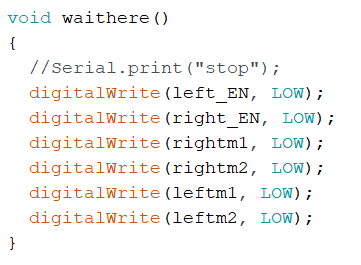 void waithere()
{
  //Serial.print("stop");
  digitalWrite(left_EN, LOW);
  digitalWrite(right_EN, LOW);
  digitalWrite(rightm1, LOW);
  digitalWrite(rightm2, LOW);
  digitalWrite(leftm1, LOW);
  digitalWrite(leftm2, LOW);
}